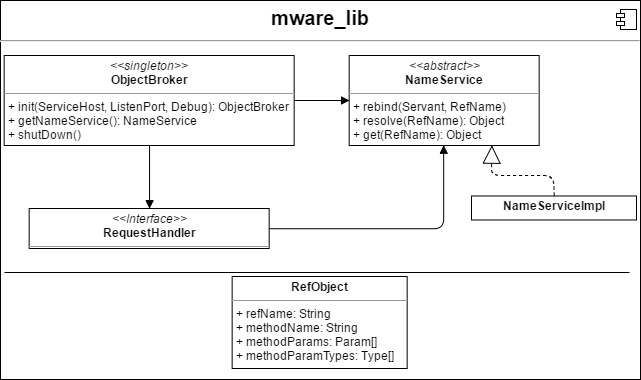 mware_lib
<<singleton>>
ObjectBroker
+ init(ServiceHost, ListenPort, Debug): ObjectBroker
+ getNameService(): NameService
+ shutDown()
<<abstract>>
NameService
+ rebind(Servant, RefName)
+ resolve(RefName): Object
+ get(RefName): Object
NameServiceImpl
<<Interface>>
RequestHandler
RefObject
+ refName: String
+ methodName: String
+ methodParams: Param[]
+ methodParamTypes: Type[]